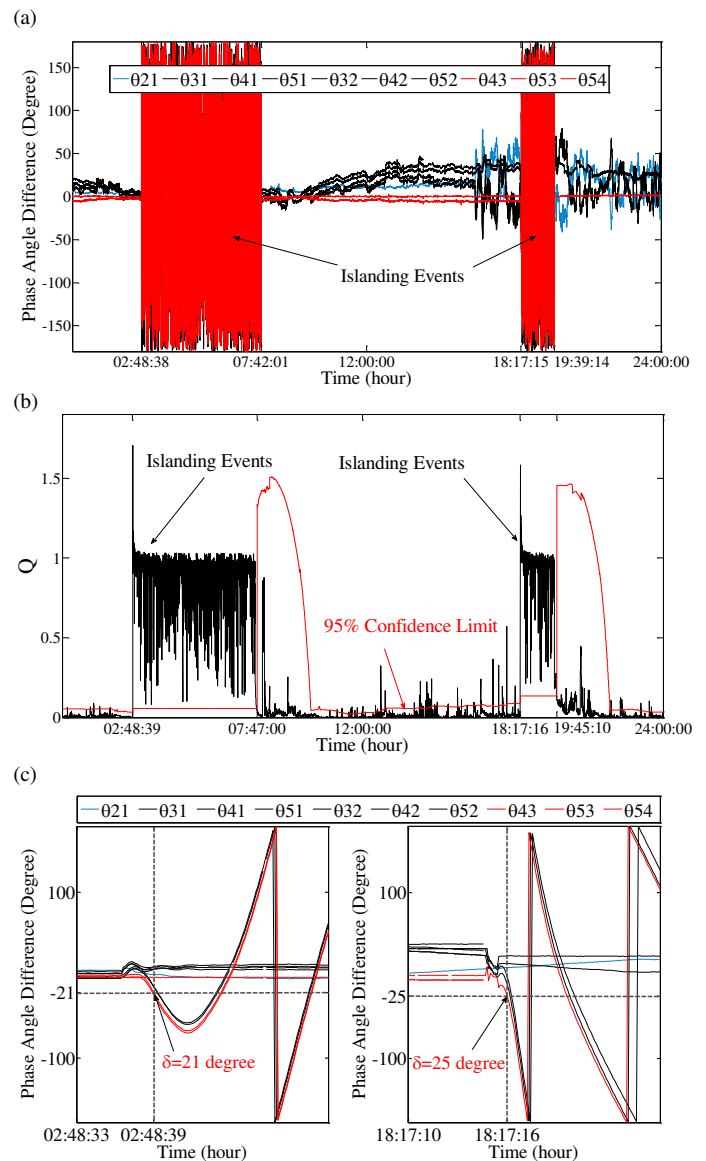 (a)
150
100
50
0
-50
-100
-150
Phase Angle Difference (Degree)
θ21 θ31 θ41 θ51 θ32 θ42 θ52 θ43 θ53 θ54
Islanding Events
02:48:38 07:42:01 12:00:00 18:17:15 19:39:14 24:00:00
Time (hour)
(b)
1.5
1
0.5
0
Q
Islanding Events Islanding Events
95% Confidence Limit
02:48:39 07:47:00 12:00:00 18:17:16 19:45:10 24:00:00
Time (hour)
(c)
θ21 θ31 θ41 θ51 θ32 θ42 θ52 θ43 θ53 θ54
100
-21
-100
Phase Angle Difference (Degree)
δ=21 degree
02:48:33 02:48:39
Time (hour)
100
-25
-100
Phase Angle Difference (Degree)
δ=25 degree
18:17:10 18:17:16
Time (hour)